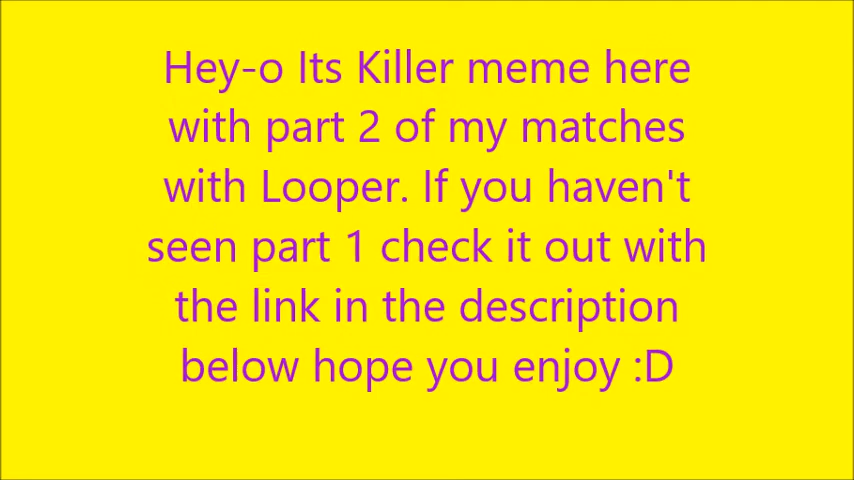 Hey-o Its Killer meme here
with part 2 of my matches
with Looper. If you haven't
seen part 1 check it out with
the link in the description
below hope you enjoy :D